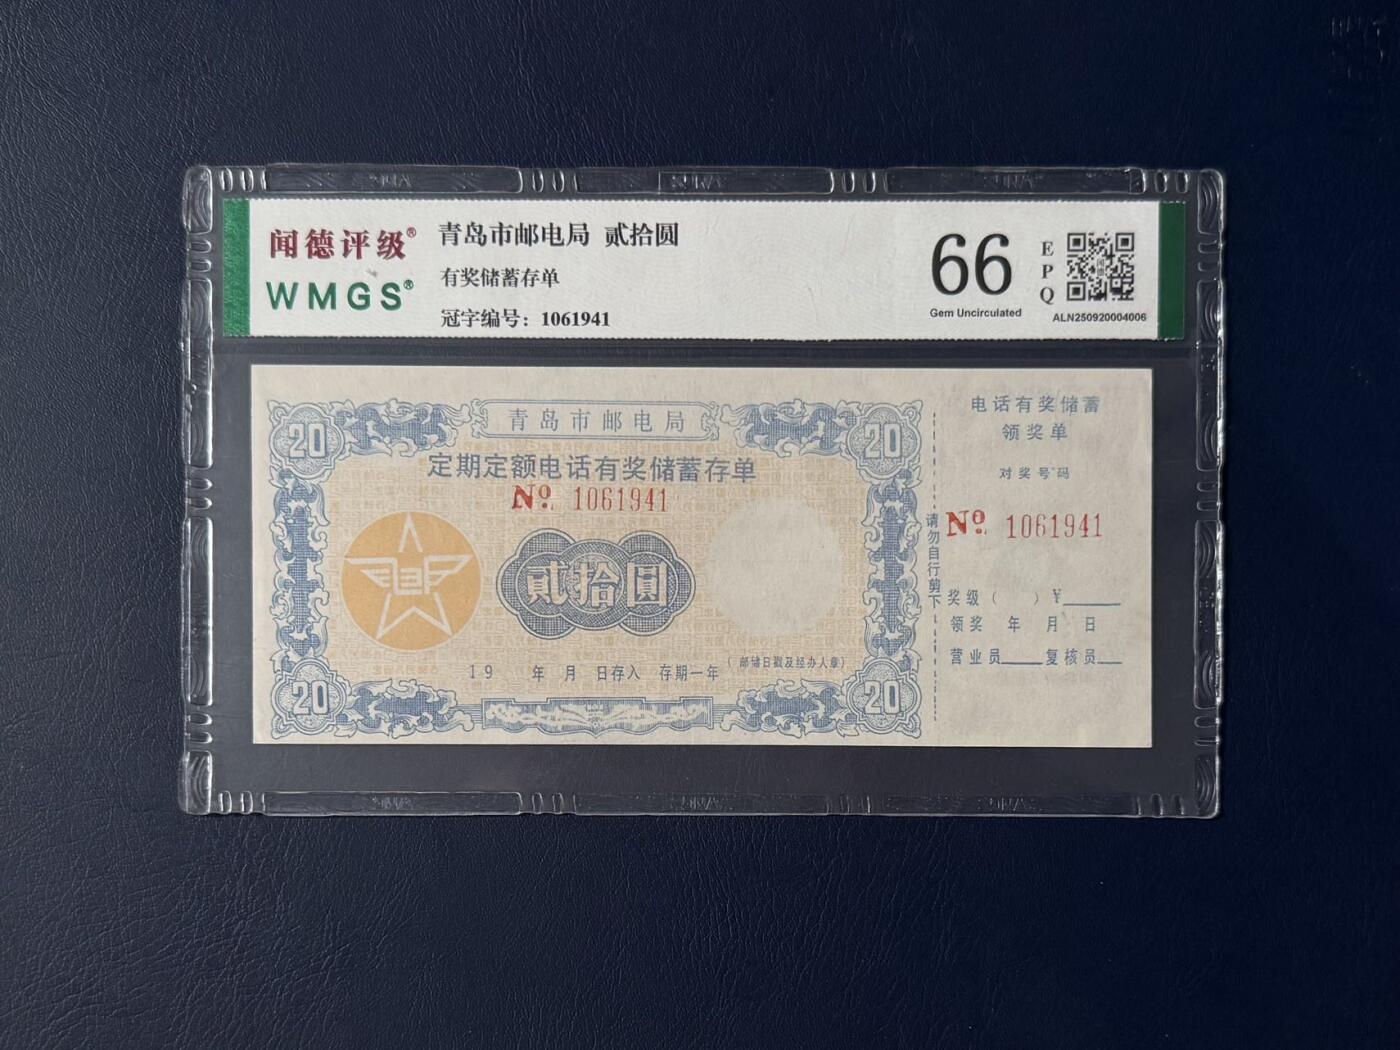 闻德评级®
WMGS®
青岛市邮电局 贰拾圆
有奖储蓄存单
冠字编号：1061941
66
Gem Uncirculated
EPQ
ALN250920004006
青岛市邮电局
20
20
定期定额电话有奖储蓄存单
№ 1061941
貳拾圓
19 年 月 日存入 存期一年
（邮储日戳及经办人章）
20
20
请勿自行剪下
电话有奖储蓄
领奖单
对奖号码
№ 1061941
奖级（ ）¥
领奖 年 月 日
营业员 复核员